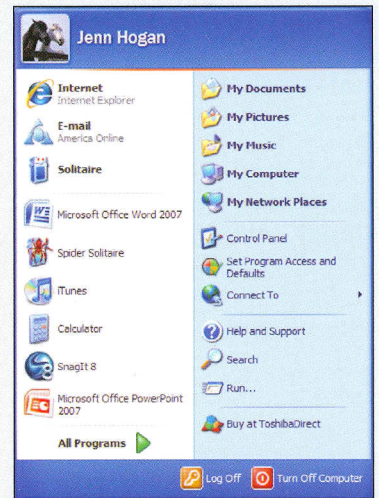 Jenn Hogan
Internet
Internet Explorer
E-mail
America Online
Solitaire
Microsoft Office Word 2007
Spider Solitaire
iTunes
Calculator
SnagIt 8
Microsoft Office PowerPoint
2007
All Programs
My Documents
My Pictures
My Music
My Computer
My Network Places
Control Panel
Set Program Access and
Defaults
Connect To
Help and Support
Search
Run...
Buy at ToshibaDirect
Log Off
Turn Off Computer